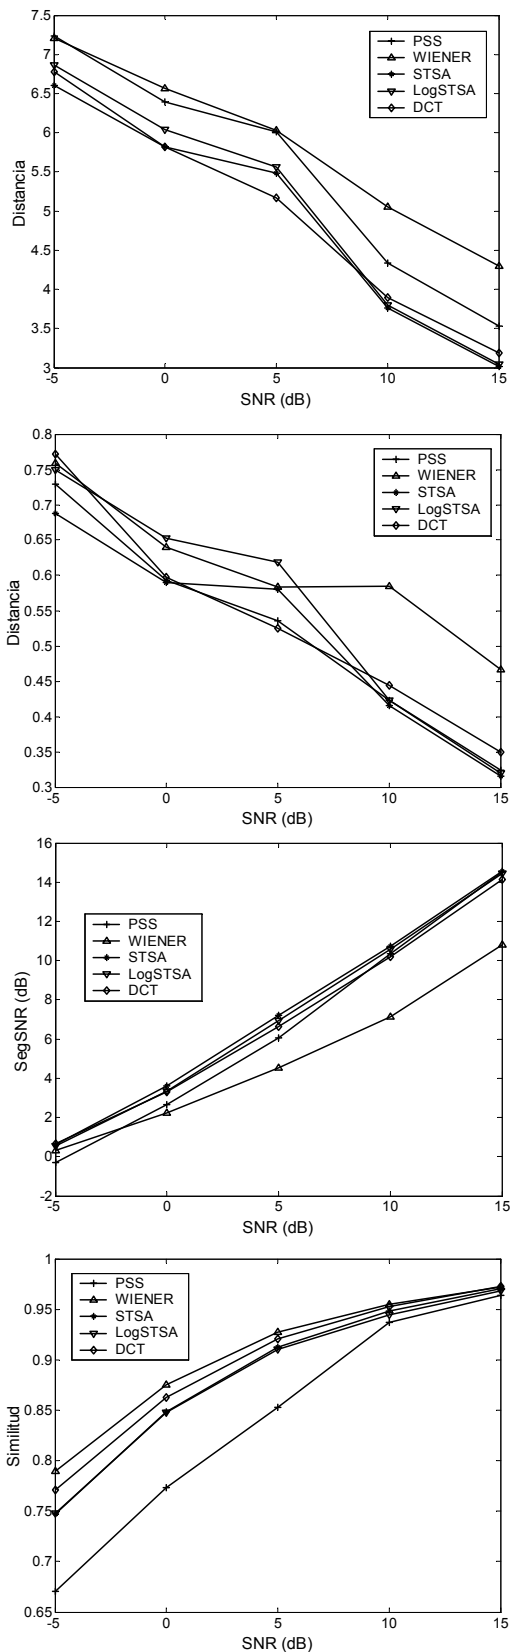 7.5
7
6.5
6
5.5
5
4.5
4
3.5
3
Distancia
PSS
WIENER
STSA
LogSTSA
DCT
-5 0 5 10 15
SNR (dB)
0.8
0.75
0.7
0.65
0.6
0.55
0.5
0.45
0.4
0.35
0.3
Distancia
PSS
WIENER
STSA
LogSTSA
DCT
-5 0 5 10 15
SNR (dB)
16
14
12
10
8
6
4
2
0
-2
SegSNR (dB)
PSS
WIENER
STSA
LogSTSA
DCT
-5 0 5 10 15
SNR (dB)
1
0.95
0.9
0.85
0.8
0.75
0.7
0.65
Similitud
PSS
WIENER
STSA
LogSTSA
DCT
-5 0 5 10 15
SNR (dB)